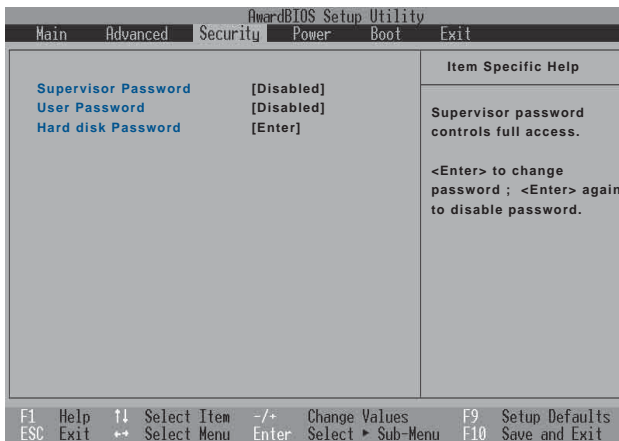 AwardBIOS Setup Utility
Main Advanced Security Power Boot Exit
Supervisor Password [Disabled]
User Password [Disabled]
Hard disk Password [Enter]
Item Specific Help
Supervisor password
controls full access.
<Enter> to change
password ; <Enter> again
to disable password.
F1 Help ↑↓ Select Item -/+ Change Values F9 Setup Defaults
ESC Exit ←→ Select Menu Enter Select ▸ Sub-Menu F10 Save and Exit